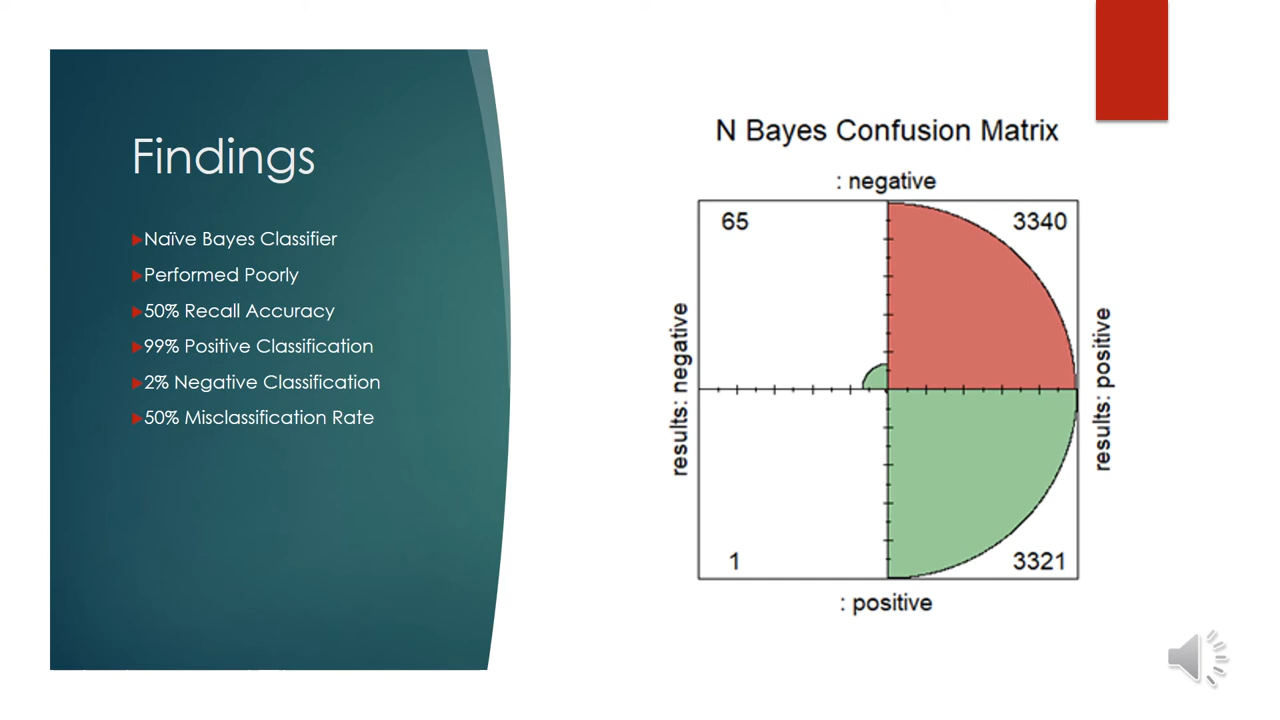 Findings
Naïve Bayes Classifier
Performed Poorly
50% Recall Accuracy
99% Positive Classification
2% Negative Classification
50% Misclassification Rate
N Bayes Confusion Matrix
: negative
65
3340
results: negative
results: positive
1
3321
: positive